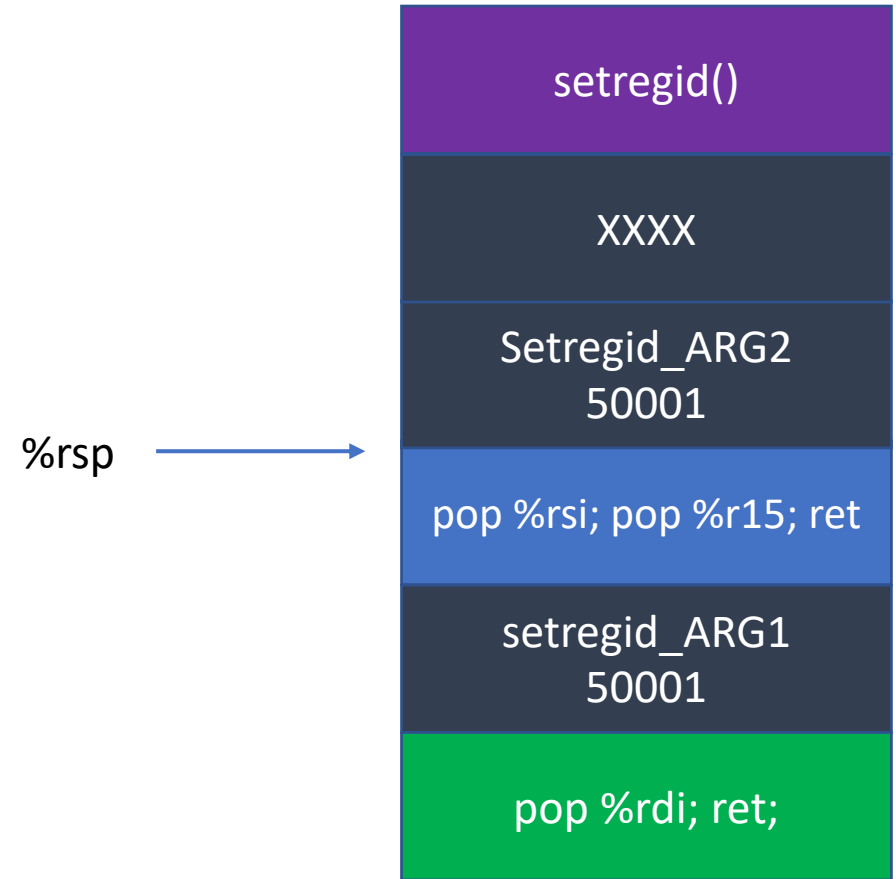 setregid()
XXXX
Setregid_ARG2
50001
%rsp
pop %rsi; pop %r15; ret
setregid_ARG1
50001
pop %rdi; ret;